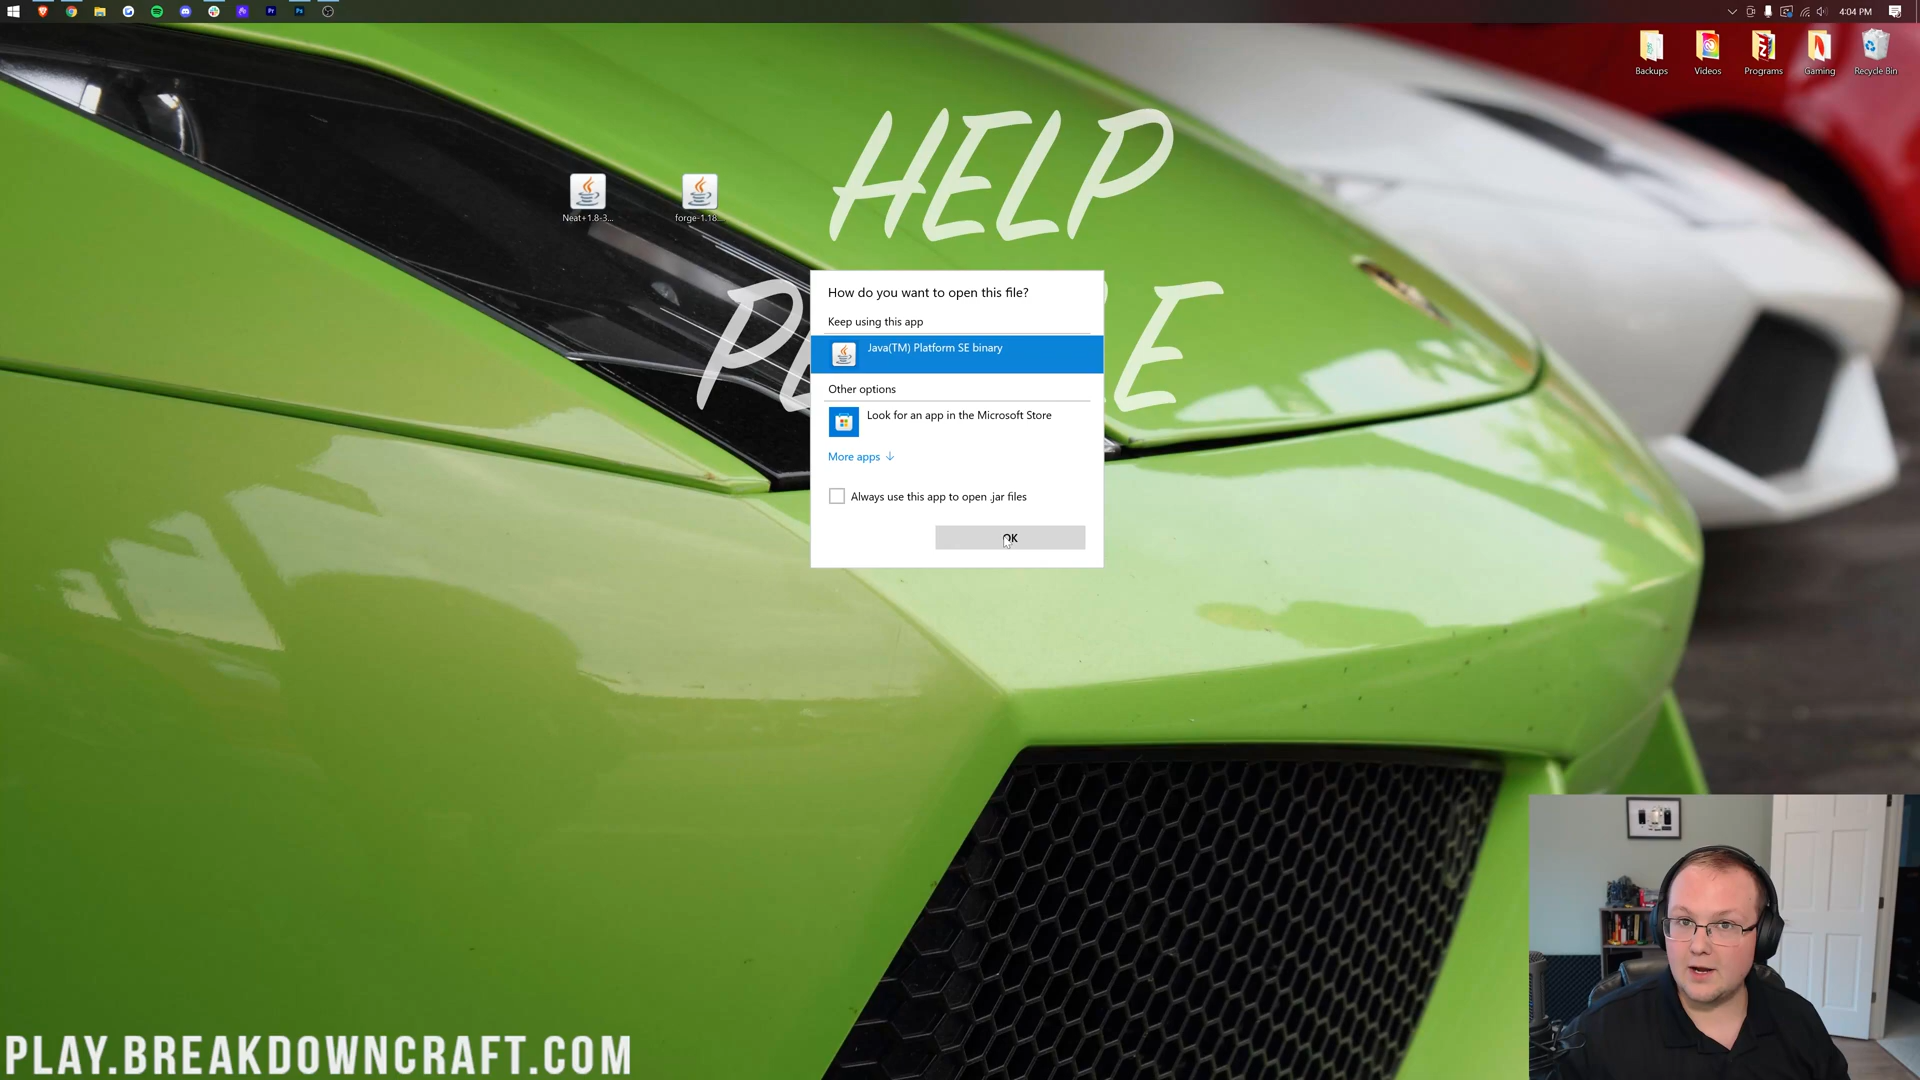 4:04 PM
Backups
Videos
Programs
Gaming
Recycle Bin
HELP
Neat+1.8-3...
forge-1.18...
How do you want to open this file?
Keep using this app
Java(TM) Platform SE binary
Other options
Look for an app in the Microsoft Store
More apps
Always use this app to open .jar files
OK
PLAY.BREAKDOWNCRAFT.COM